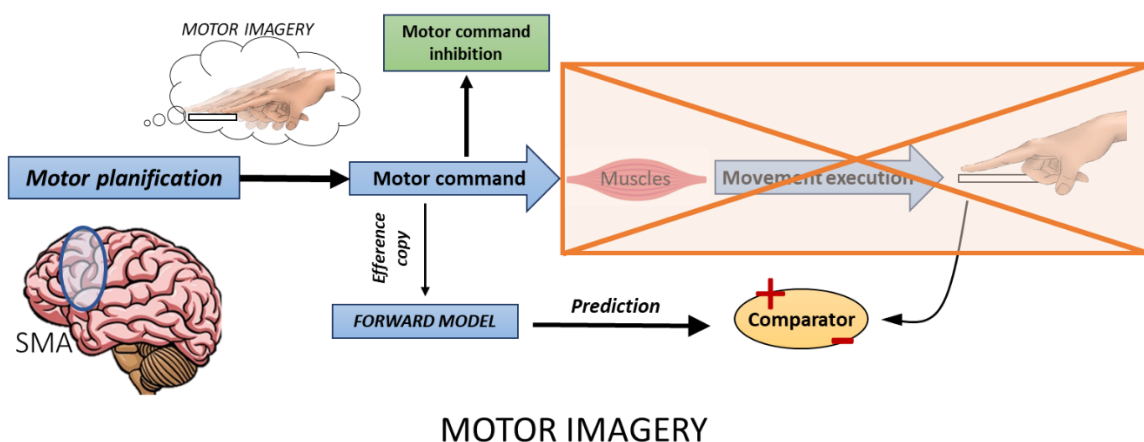 MOTOR IMAGERY
Motor command
inhibition
Motor planification
Motor command
Muscles
Movement execution
Efference
copy
FORWARD MODEL
Prediction
Comparator
SMA
MOTOR IMAGERY